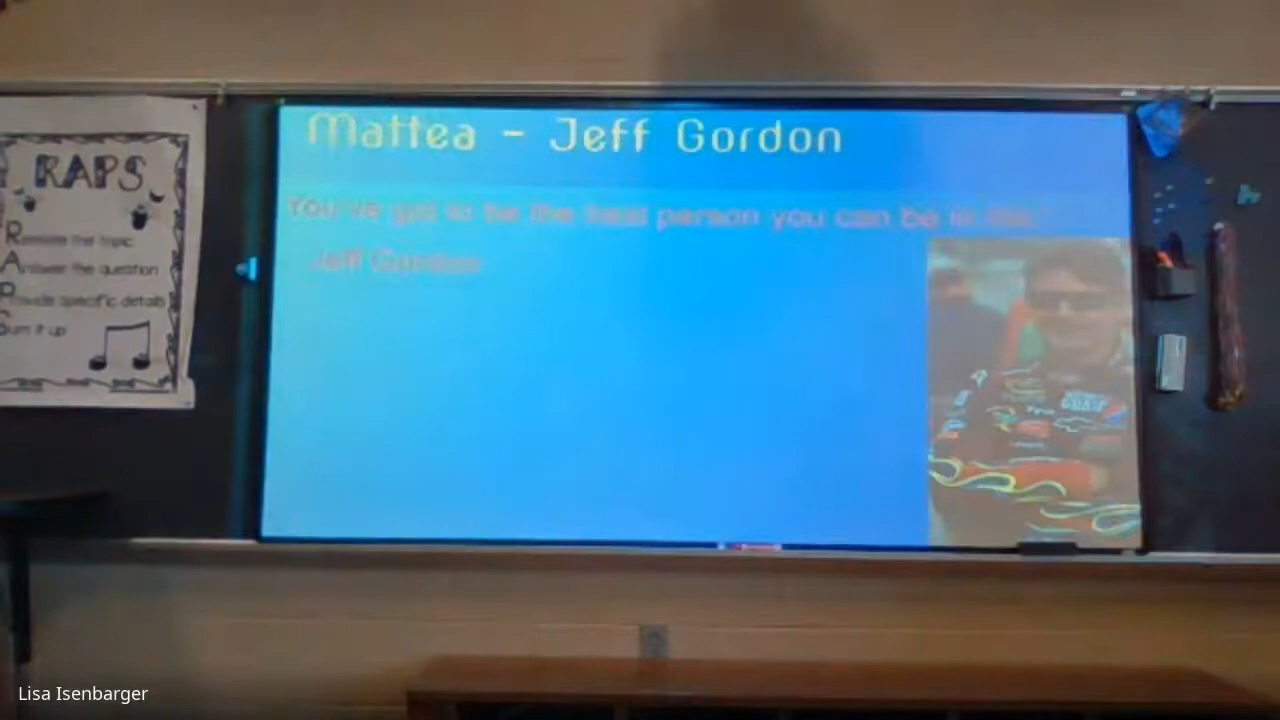 Mattea - Jeff Gordon
You've got to be the best person you can be in
Jeff Gordon
RAPS
Restate the topic
Answer the question
Provide specific details
Sum it up
Lisa Isenbarger